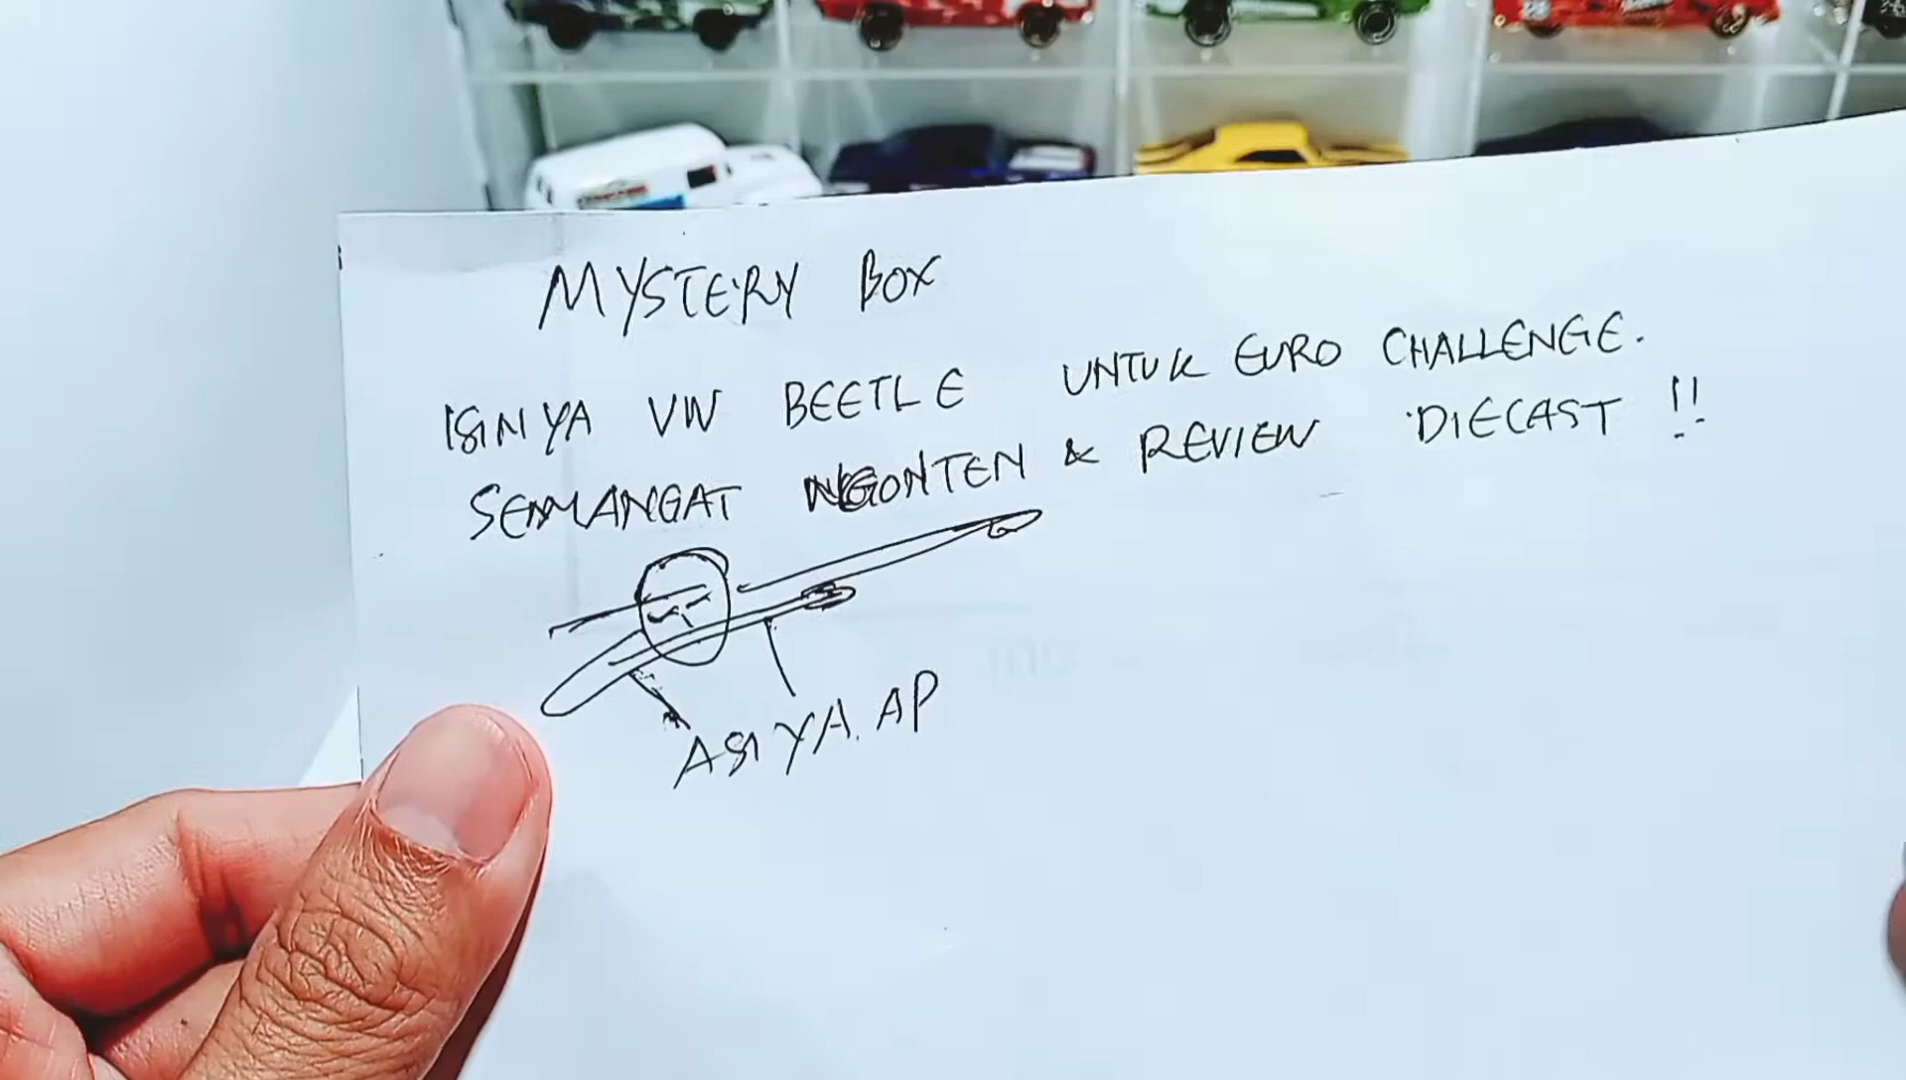 MYSTERY BOX
ISINYA VW BEETLE UNTUK EURO CHALLENGE.
SEMANGAT NGONTEN & REVIEW DIECAST !!
ASIYA. AP